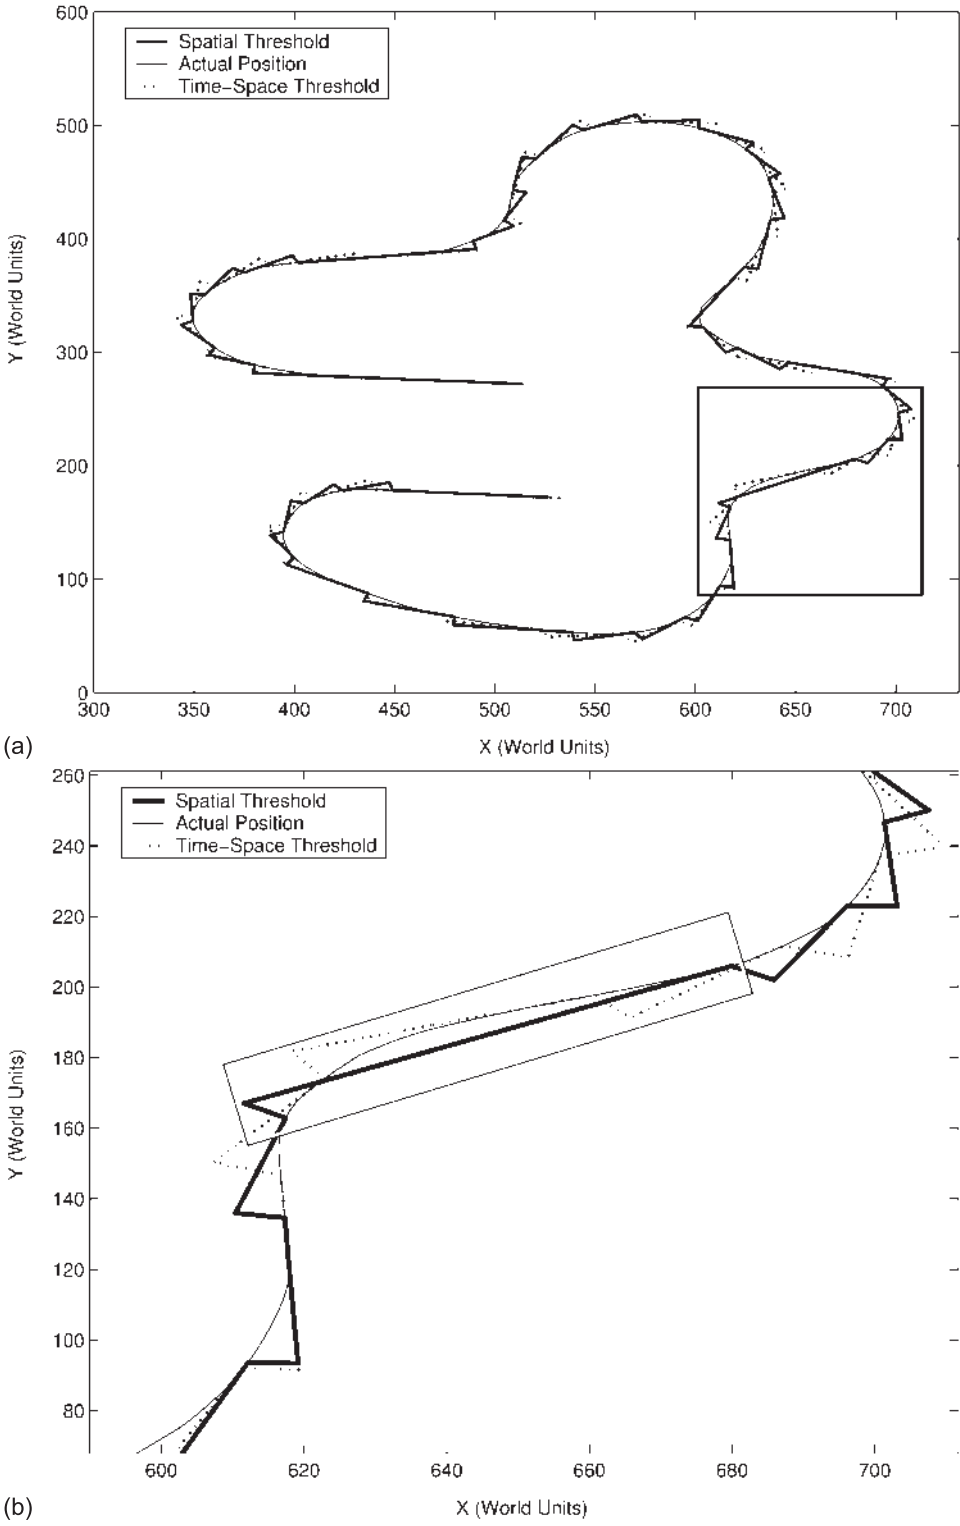 600
Spatial Threshold
Actual Position
Time-Space Threshold
500
400
Y (World Units)
300
200
100
0
300 350 400 450 500 550 600 650 700
X (World Units)
(a)
260
Spatial Threshold
Actual Position
Time-Space Threshold
240
220
200
180
Y (World Units)
160
140
120
100
80
600 620 640 660 680 700
X (World Units)
(b)